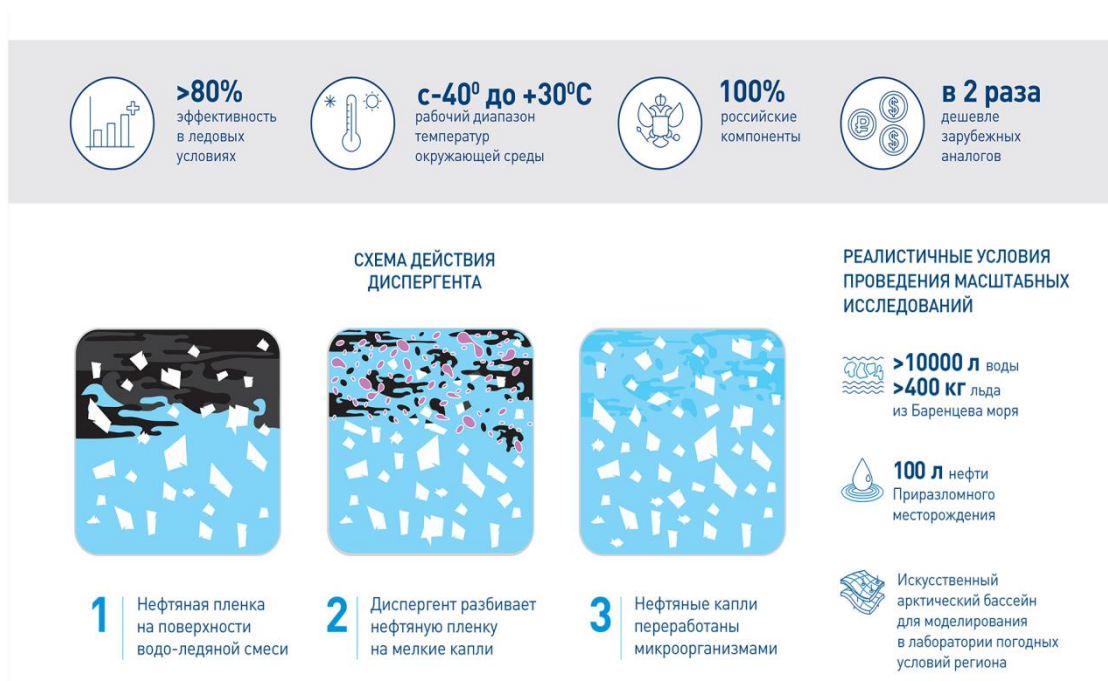 >80%
эффективность
в ледовых
условиях
с-40⁰ до +30⁰C
рабочий диапазон
температур
окружающей среды
100%
российские
компоненты
в 2 раза
дешевле
зарубежных
аналогов
СХЕМА ДЕЙСТВИЯ
ДИСПЕРГЕНТА
1
Нефтяная пленка
на поверхности
водо-ледяной смеси
2
Диспергент разбивает
нефтяную пленку
на мелкие капли
3
Нефтяные капли
переработаны
микроорганизмами
РЕАЛИСТИЧНЫЕ УСЛОВИЯ
ПРОВЕДЕНИЯ МАСШТАБНЫХ
ИССЛЕДОВАНИЙ
>10000 л воды
>400 кг льда
из Баренцева моря
100 л нефти
Приразломного
месторождения
Искусственный
арктический бассейн
для моделирования
в лаборатории погодных
условий региона